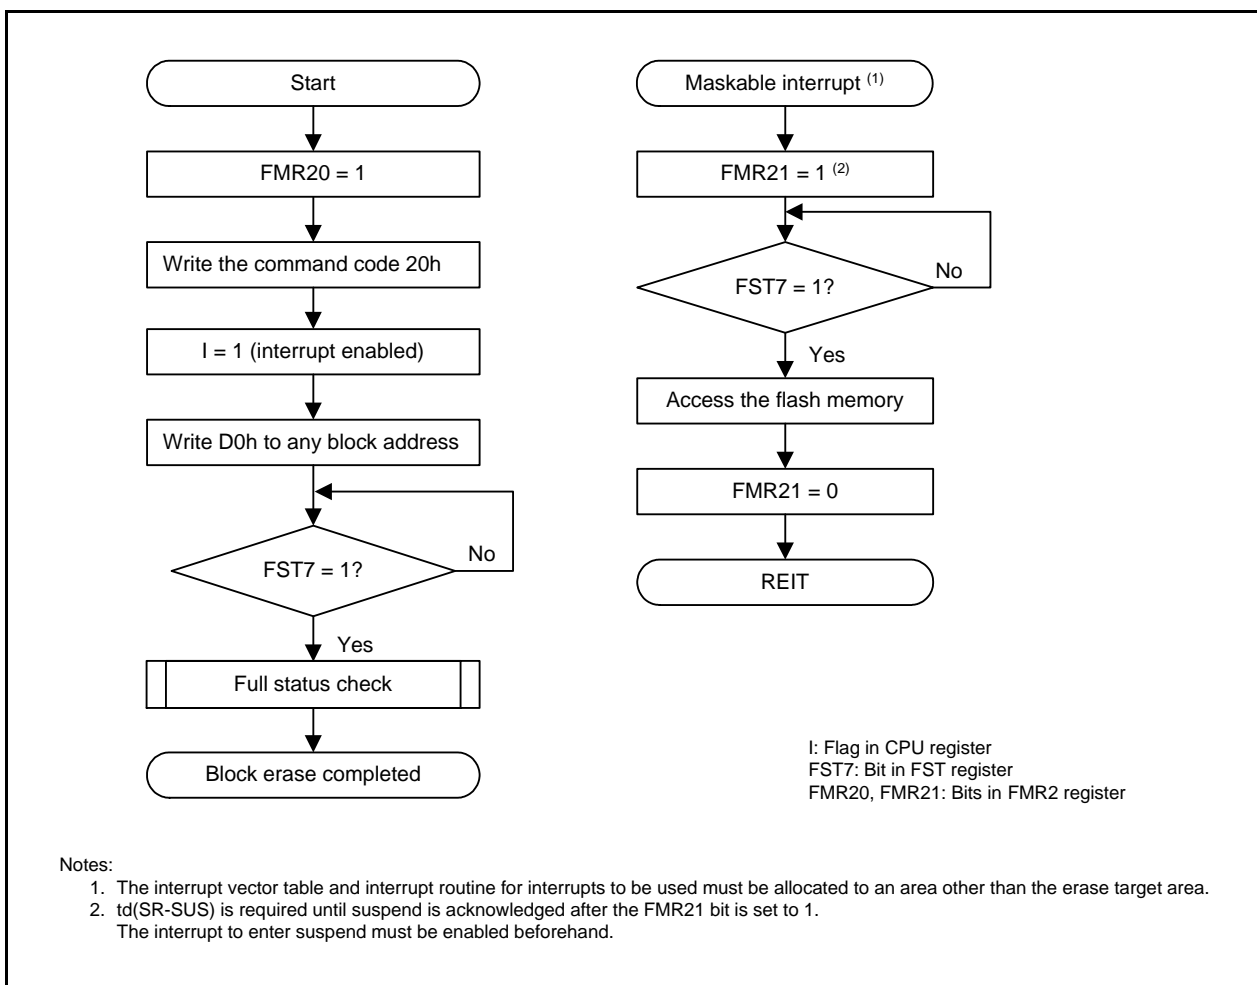 Start
FMR20 = 1
Write the command code 20h
I = 1 (interrupt enabled)
Write D0h to any block address
FST7 = 1?
No
Yes
Full status check
Block erase completed
Maskable interrupt (1)
FMR21 = 1 (2)
FST7 = 1?
No
Yes
Access the flash memory
FMR21 = 0
REIT
I: Flag in CPU register
FST7: Bit in FST register
FMR20, FMR21: Bits in FMR2 register
Notes:
1. The interrupt vector table and interrupt routine for interrupts to be used must be allocated to an area other than the erase target area.
2. td(SR-SUS) is required until suspend is acknowledged after the FMR21 bit is set to 1.
The interrupt to enter suspend must be enabled beforehand.